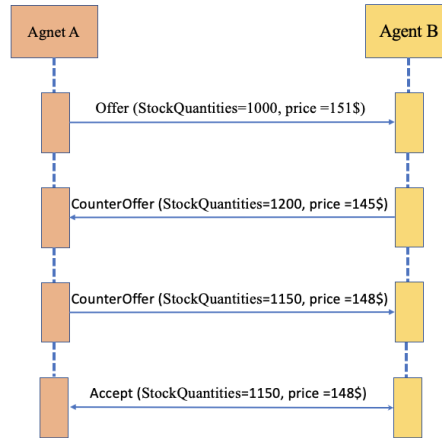 Agnet A
Agent B
Offer (StockQuantities=1000, price =151$)
CounterOffer (StockQuantities=1200, price =145$)
CounterOffer (StockQuantities=1150, price =148$)
Accept (StockQuantities=1150, price =148$)